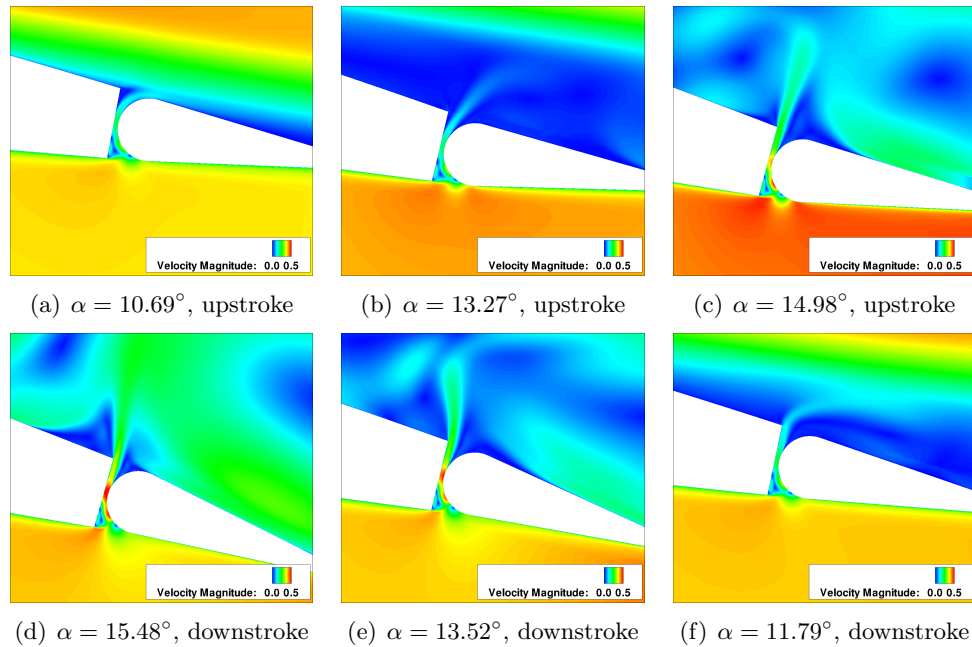 Velocity Magnitude: 0.0 0.5
Velocity Magnitude: 0.0 0.5
Velocity Magnitude: 0.0 0.5
(a) α = 10.69°, upstroke
(b) α = 13.27°, upstroke
(c) α = 14.98°, upstroke
Velocity Magnitude: 0.0 0.5
Velocity Magnitude: 0.0 0.5
Velocity Magnitude: 0.0 0.5
(d) α = 15.48°, downstroke
(e) α = 13.52°, downstroke
(f) α = 11.79°, downstroke